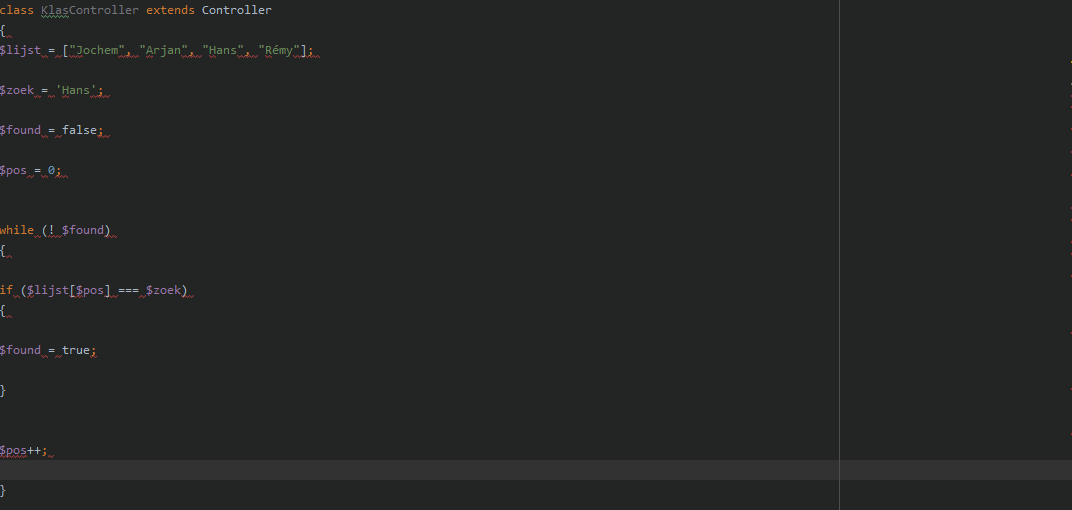 class KlasController extends Controller
{
$lijst = ["Jochem", "Arjan", "Hans", "Rémy"];
$zoek = 'Hans';
$found = false;
$pos = 0;
while (! $found)
{
if ($lijst[$pos] === $zoek)
{
$found = true;
}
$pos++;
}